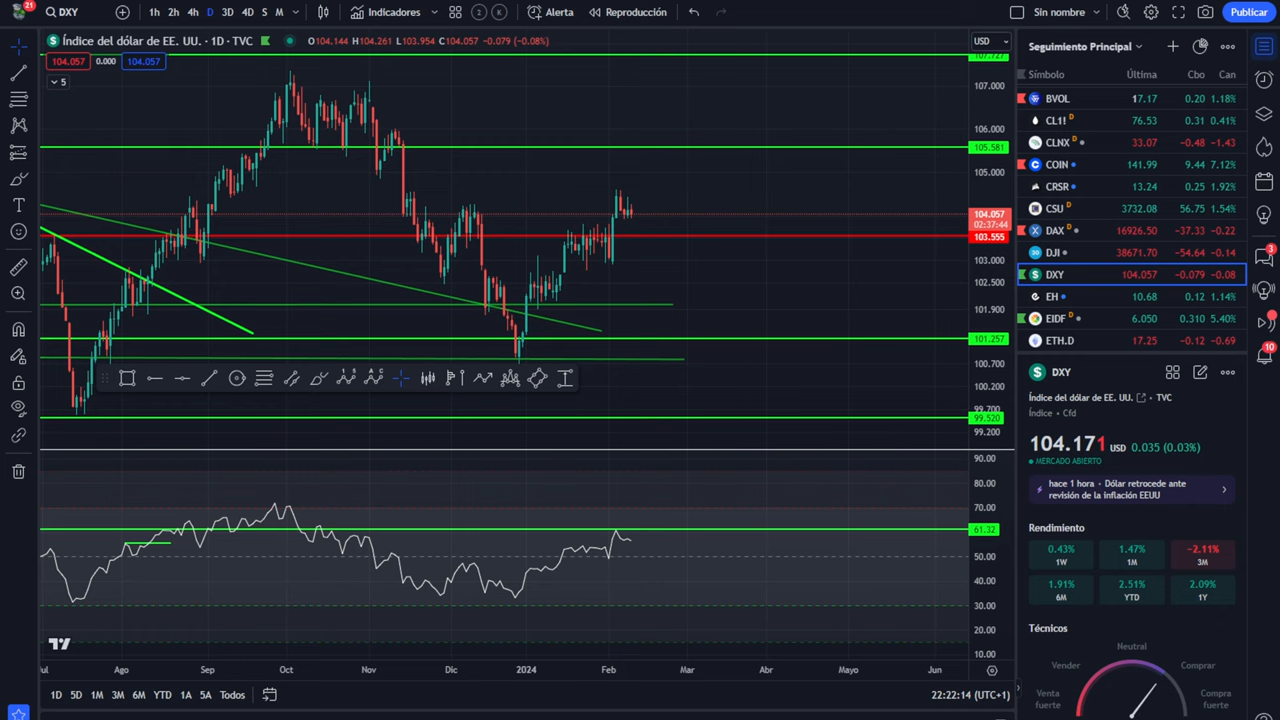 21
DXY
1h 2h 4h D 3D 4D S M
Indicadores
2 K
Alerta
Reproducción
Sin nombre
Publicar
Índice del dólar de EE. UU. · 1D · TVC
O104.144 H104.261 L103.954 C104.057 −0.079 (−0.08%)
104.057 0.000 104.057
5
USD
107.727
107.000
106.000
105.581
105.000
104.057
02:37:44
103.555
103.000
102.500
101.900
101.257
100.700
100.200
99.700
99.520
99.200
90.00
80.00
70.00
61.32
50.00
40.00
30.00
20.00
10.00
Jul Ago Sep Oct Nov Dic 2024 Feb Mar Abr Mayo Jun
1D 5D 1M 3M 6M YTD 1A 5A Todos
22:22:14 (UTC+1)
Seguimiento Principal
Símbolo Última Cbo Can
BVOL 17.17 0.20 1.18%
CL1! D 76.53 0.31 0.41%
CLNX D 33.07 −0.48 −1.43
COIN 141.99 9.44 7.12%
CRSR 13.24 0.25 1.92%
CSU D 3732.08 56.75 1.54%
DAX D 16926.50 −37.33 −0.22
DJI 38671.70 −54.64 −0.14
DXY 104.057 −0.079 −0.08
EH 10.68 0.12 1.14%
EIDF D 6.050 0.310 5.40%
ETH.D 17.25 −0.12 −0.69
DXY
Índice del dólar de EE. UU. · TVC
Índice · Cfd
104.171 USD 0.035 (0.03%)
MERCADO ABIERTO
hace 1 hora · Dólar retrocede ante
revisión de la inflación EEUU
Rendimiento
0.43% 1.47% −2.11%
1W 1M 3M
1.91% 2.51% 2.09%
6M YTD 1Y
Técnicos
Neutral
Vender Comprar
Venta
fuerte
Compra
fuerte
3
10